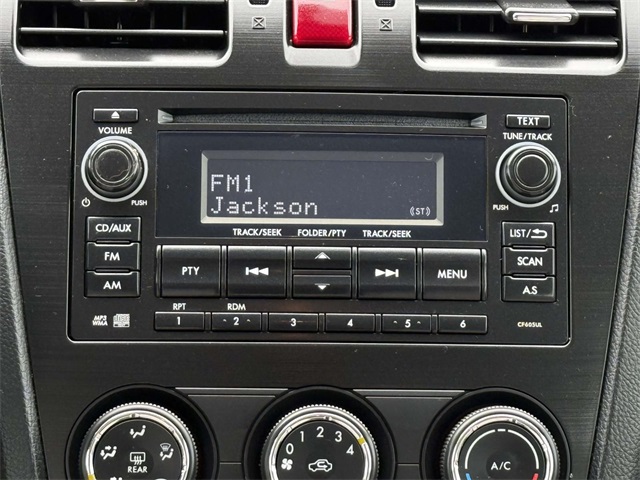 TEXT
VOLUME
TUNE/TRACK
FM1
Jackson
(ST)
PUSH
PUSH
TRACK/SEEK FOLDER/PTY TRACK/SEEK
CD/AUX
LIST/
FM
PTY
MENU
SCAN
AM
A.S
RPT
RDM
MP3
WMA
1
2
3
4
5
6
CF605UL
REAR
0 1 2 3 4
A/C